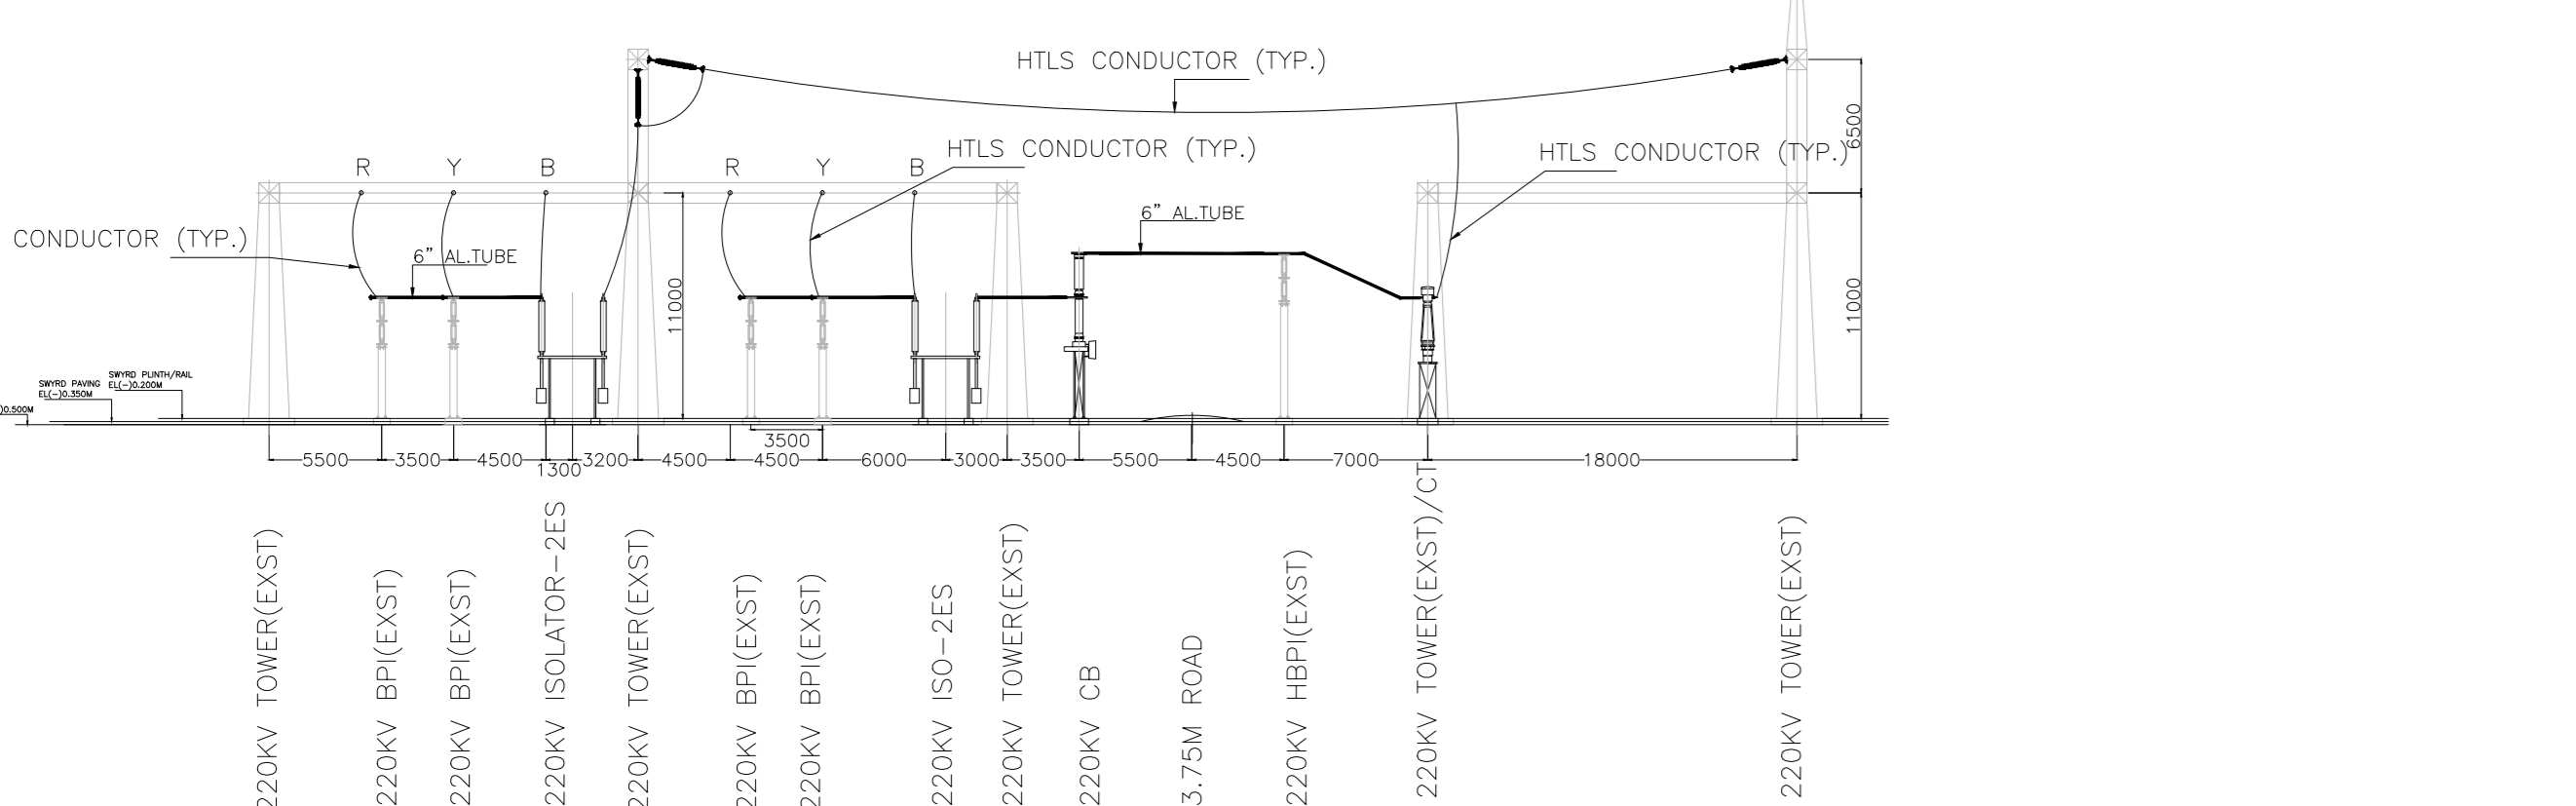 HTLS CONDUCTOR (TYP.)
HTLS CONDUCTOR (TYP.)
HTLS CONDUCTOR (TYP.)
6500
R Y B R Y B
CONDUCTOR (TYP.)
6" AL.TUBE
6" AL.TUBE
11000
11000
SWYRD PLINTH/RAIL
EL(-)0.200M
SWYRD PAVING
EL(-)0.350M
)0.500M
3500
5500 3500 4500 1300 3200 4500 4500 6000 3000 3500 5500 4500 7000 18000
220KV TOWER(EXST)
220KV BPI(EXST)
220KV BPI(EXST)
220KV ISOLATOR-2ES
220KV TOWER(EXST)
220KV BPI(EXST)
220KV BPI(EXST)
220KV ISO-2ES
220KV TOWER(EXST)
220KV CB
3.75M ROAD
220KV HBPI(EXST)
220KV TOWER(EXST)/CT
220KV TOWER(EXST)